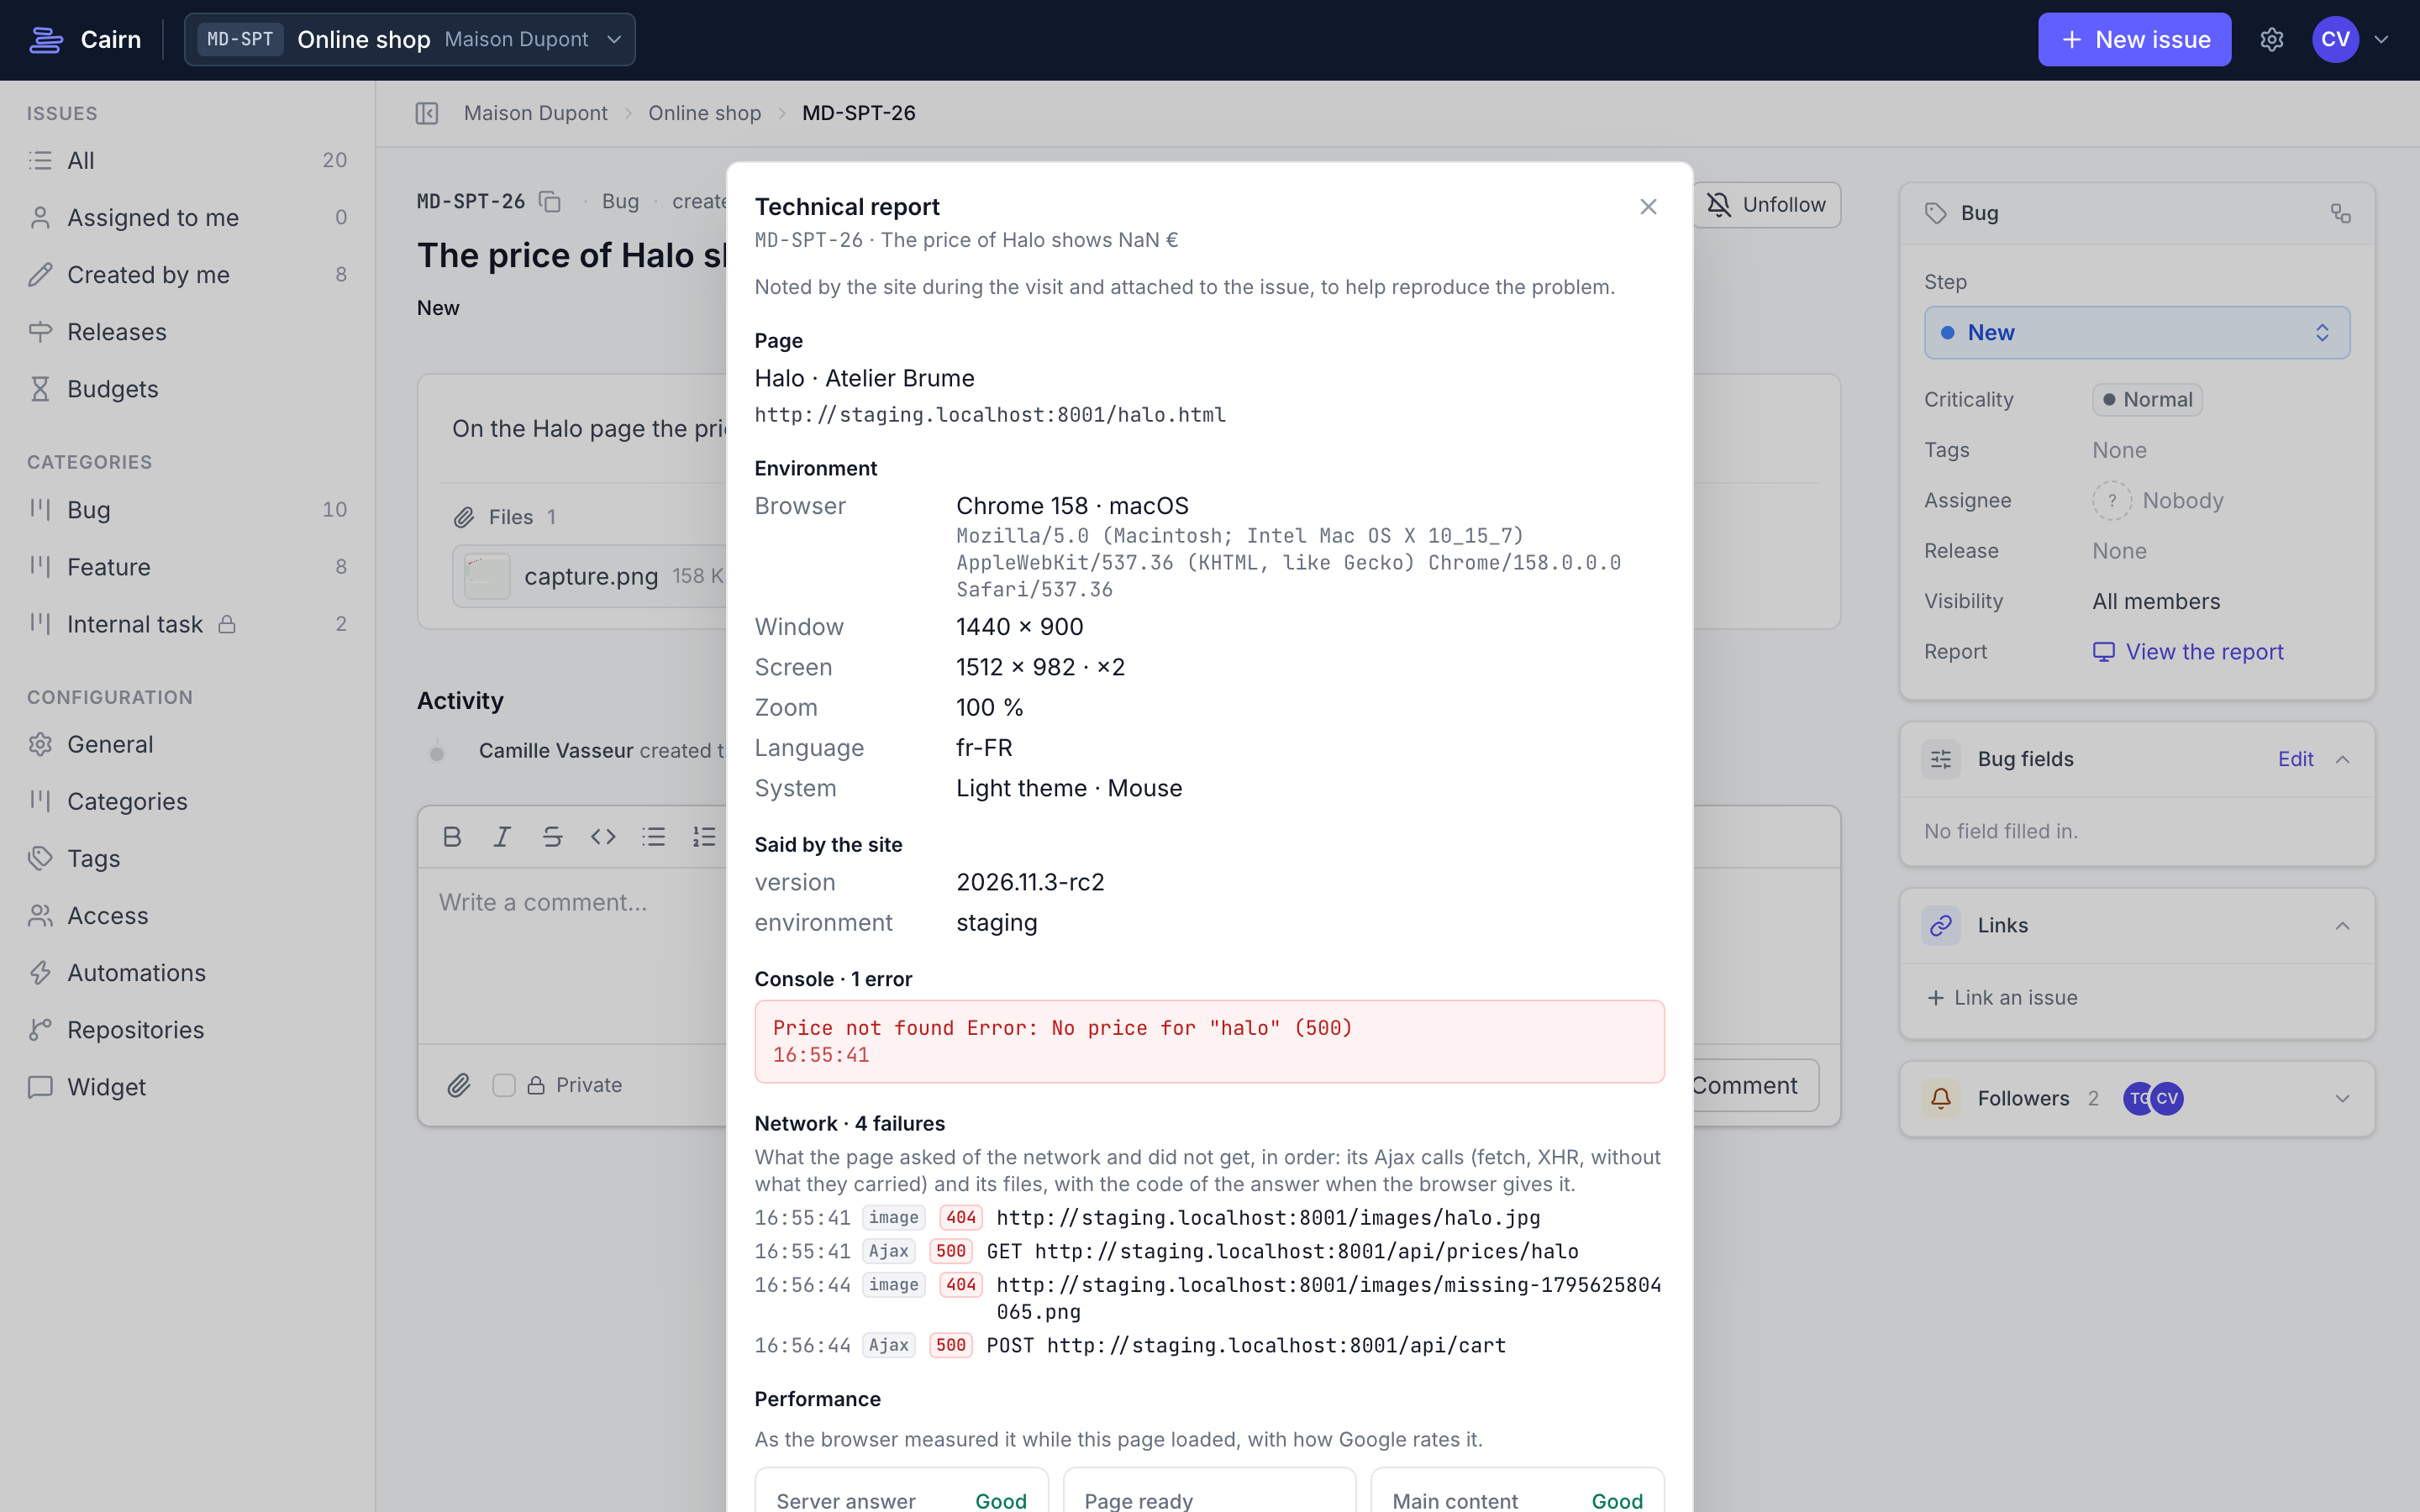 Cairn
MD-SPT Online shop Maison Dupont
New issue
CV
ISSUES
All 20
Assigned to me 0
Created by me 8
Releases
Budgets
CATEGORIES
Bug 10
Feature 8
Internal task 2
CONFIGURATION
General
Categories
Tags
Access
Automations
Repositories
Widget
Maison Dupont > Online shop > MD-SPT-26
MD-SPT-26 · Bug ·
The price of Halo
New
On the Halo page the
Files 1
capture.png 158
Activity
Camille Vasseur created
Write a comment...
Private
Comment
Unfollow
Technical report
MD-SPT-26 · The price of Halo shows NaN €
Noted by the site during the visit and attached to the issue, to help reproduce the problem.
Page
Halo · Atelier Brume
http://staging.localhost:8001/halo.html
Environment
Browser Chrome 158 · macOS
Mozilla/5.0 (Macintosh; Intel Mac OS X 10_15_7)
AppleWebKit/537.36 (KHTML, like Gecko) Chrome/158.0.0.0
Safari/537.36
Window 1440 × 900
Screen 1512 × 982 · ×2
Zoom 100 %
Language fr-FR
System Light theme · Mouse
Said by the site
version 2026.11.3-rc2
environment staging
Console · 1 error
Price not found Error: No price for "halo" (500)
16:55:41
Network · 4 failures
What the page asked of the network and did not get, in order: its Ajax calls (fetch, XHR, without
what they carried) and its files, with the code of the answer when the browser gives it.
16:55:41 image 404 http://staging.localhost:8001/images/halo.jpg
16:55:41 Ajax 500 GET http://staging.localhost:8001/api/prices/halo
16:56:44 image 404 http://staging.localhost:8001/images/missing-1795625804
065.png
16:56:44 Ajax 500 POST http://staging.localhost:8001/api/cart
Performance
As the browser measured it while this page loaded, with how Google rates it.
Server answer Good
Page ready
Main content Good
Bug
Step
New
Criticality Normal
Tags None
Assignee ? Nobody
Release None
Visibility All members
Report View the report
Bug fields Edit
No field filled in.
Links
Link an issue
Followers 2 CV